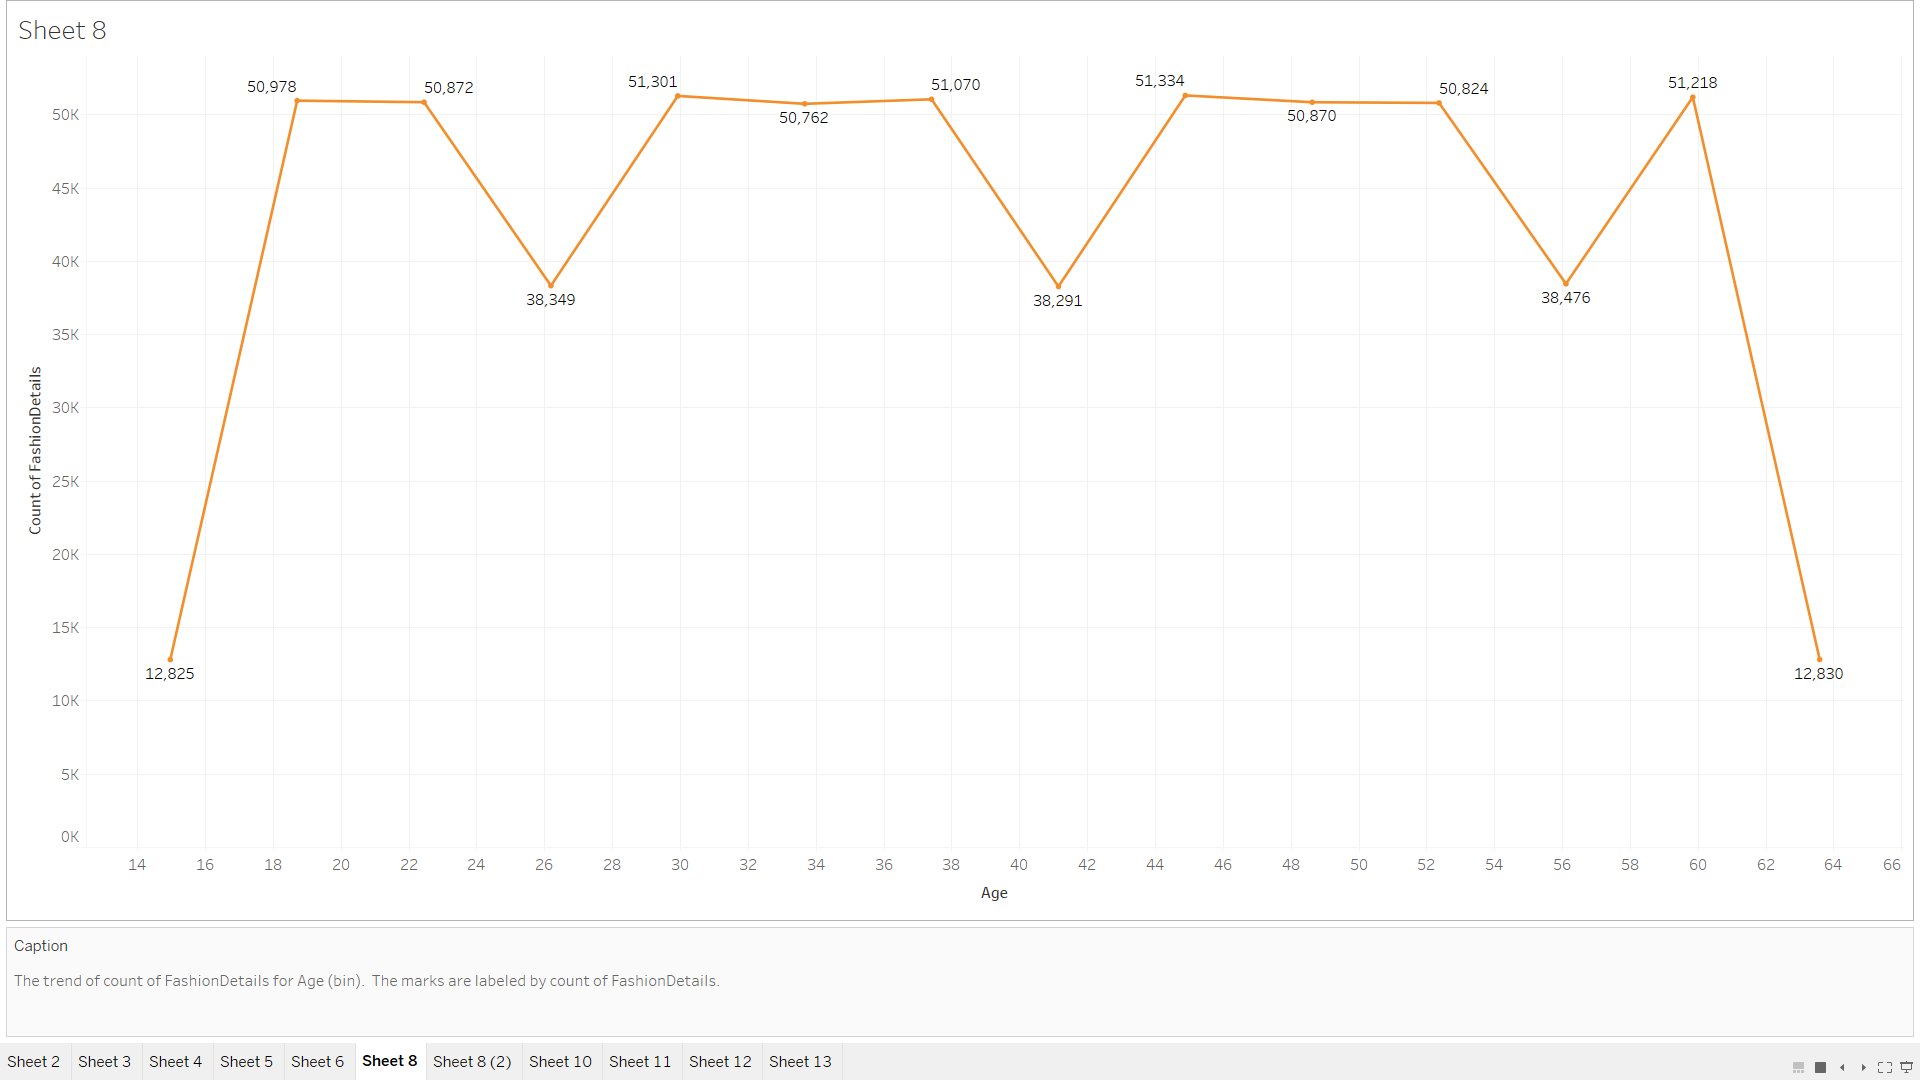 Sheet 8
50,978
50,872
51,301
50,762
51,070
51,334
50,870
50,824
51,218
38,349
38,291
38,476
12,825
12,830
50K
45K
40K
35K
30K
25K
20K
15K
10K
5K
0K
Count of FashionDetails
14 16 18 20 22 24 26 28 30 32 34 36 38 40 42 44 46 48 50 52 54 56 58 60 62 64 66
Age
Caption
The trend of count of FashionDetails for Age (bin).  The marks are labeled by count of FashionDetails.
Sheet 2 Sheet 3 Sheet 4 Sheet 5 Sheet 6 Sheet 8 Sheet 8 (2) Sheet 10 Sheet 11 Sheet 12 Sheet 13